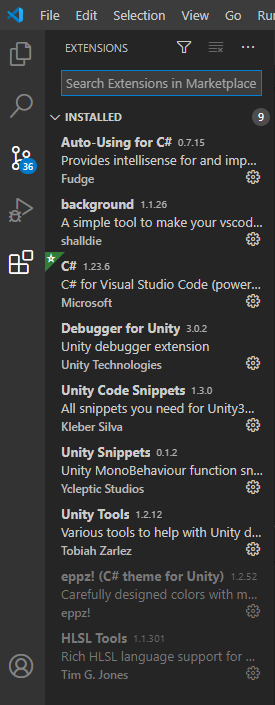 File Edit Selection View Go Ru
EXTENSIONS
Search Extensions in Marketplace
INSTALLED 9
Auto-Using for C# 0.7.15
Provides intellisense for and imp...
Fudge
36
background 1.1.26
A simple tool to make your vscod...
shalldie
C# 1.23.6
C# for Visual Studio Code (power...
Microsoft
Debugger for Unity 3.0.2
Unity debugger extension
Unity Technologies
Unity Code Snippets 1.3.0
All snippets you need for Unity3...
Kleber Silva
Unity Snippets 0.1.2
Unity MonoBehaviour function sn...
Ycleptic Studios
Unity Tools 1.2.12
Various tools to help with Unity d...
Tobiah Zarlez
eppz! (C# theme for Unity) 1.2.52
Carefully designed colors with m...
eppz!
HLSL Tools 1.1.301
Rich HLSL language support for ...
Tim G. Jones